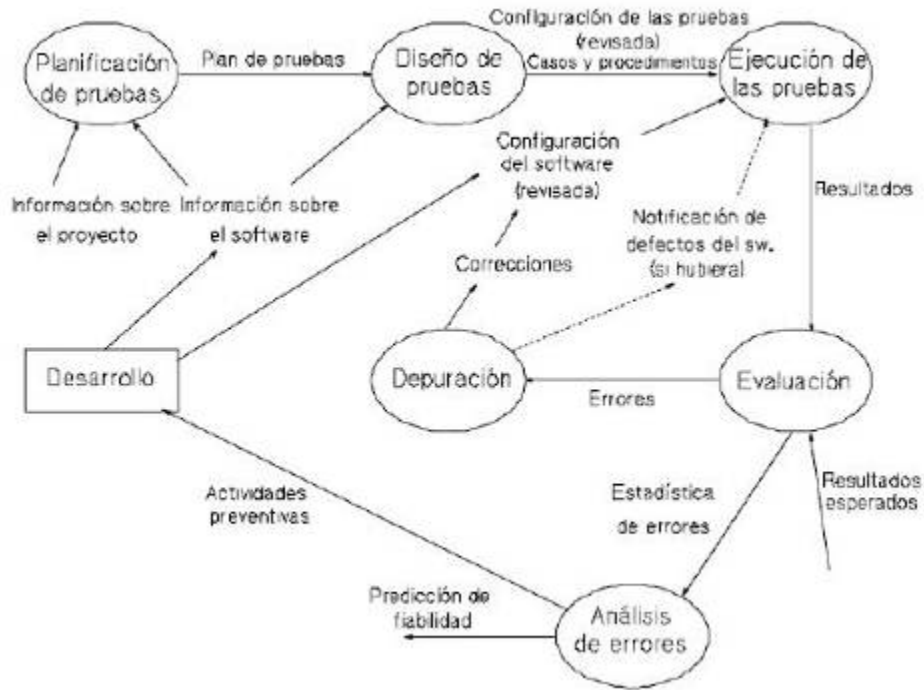 Planificación
de pruebas
Plan de pruebas
Diseño de
pruebas
Configuración de las pruebas
(revisada)
Casos y procedimientos
Ejecución de
las pruebas
Configuración
del software
(revisada)
Información sobre
el proyecto
Información sobre
el software
Notificación de
defectos del sw.
(si hubiera)
Resultados
Correcciones
Desarrollo
Depuración
Errores
Evaluación
Actividades
preventivas
Estadística
de errores
Resultados
esperados
Predicción de
fiabilidad
Análisis
de errores